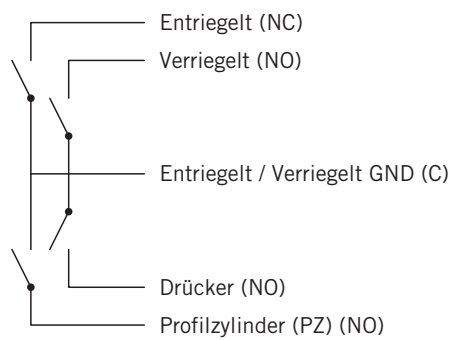 Entriegelt (NC)
Verriegelt (NO)
Entriegelt / Verriegelt GND (C)
Drücker (NO)
Profilzylinder (PZ) (NO)